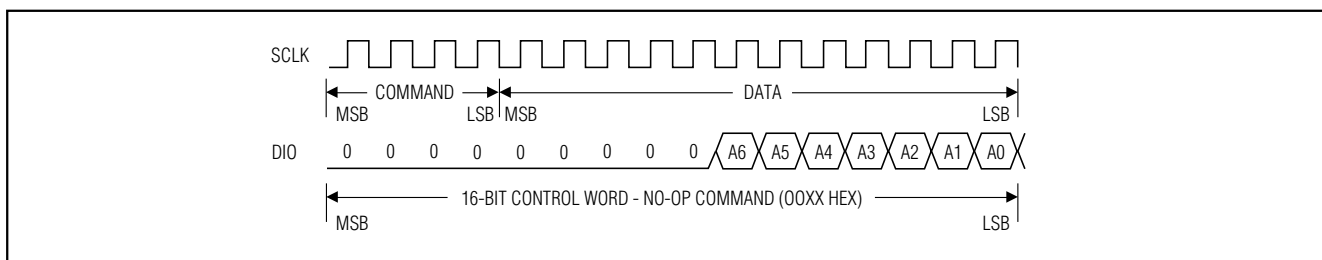 SCLK
COMMAND DATA
MSB LSB MSB LSB
DIO 0 0 0 0 0 0 0 0 0 A6 A5 A4 A3 A2 A1 A0
16-BIT CONTROL WORD - NO-OP COMMAND (00XX HEX)
MSB LSB